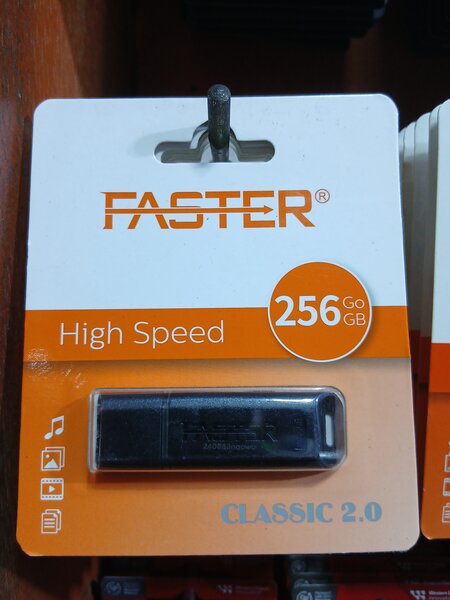 FASTER®
256 Go
GB
High Speed
FASTER
CLASSIC 2.0